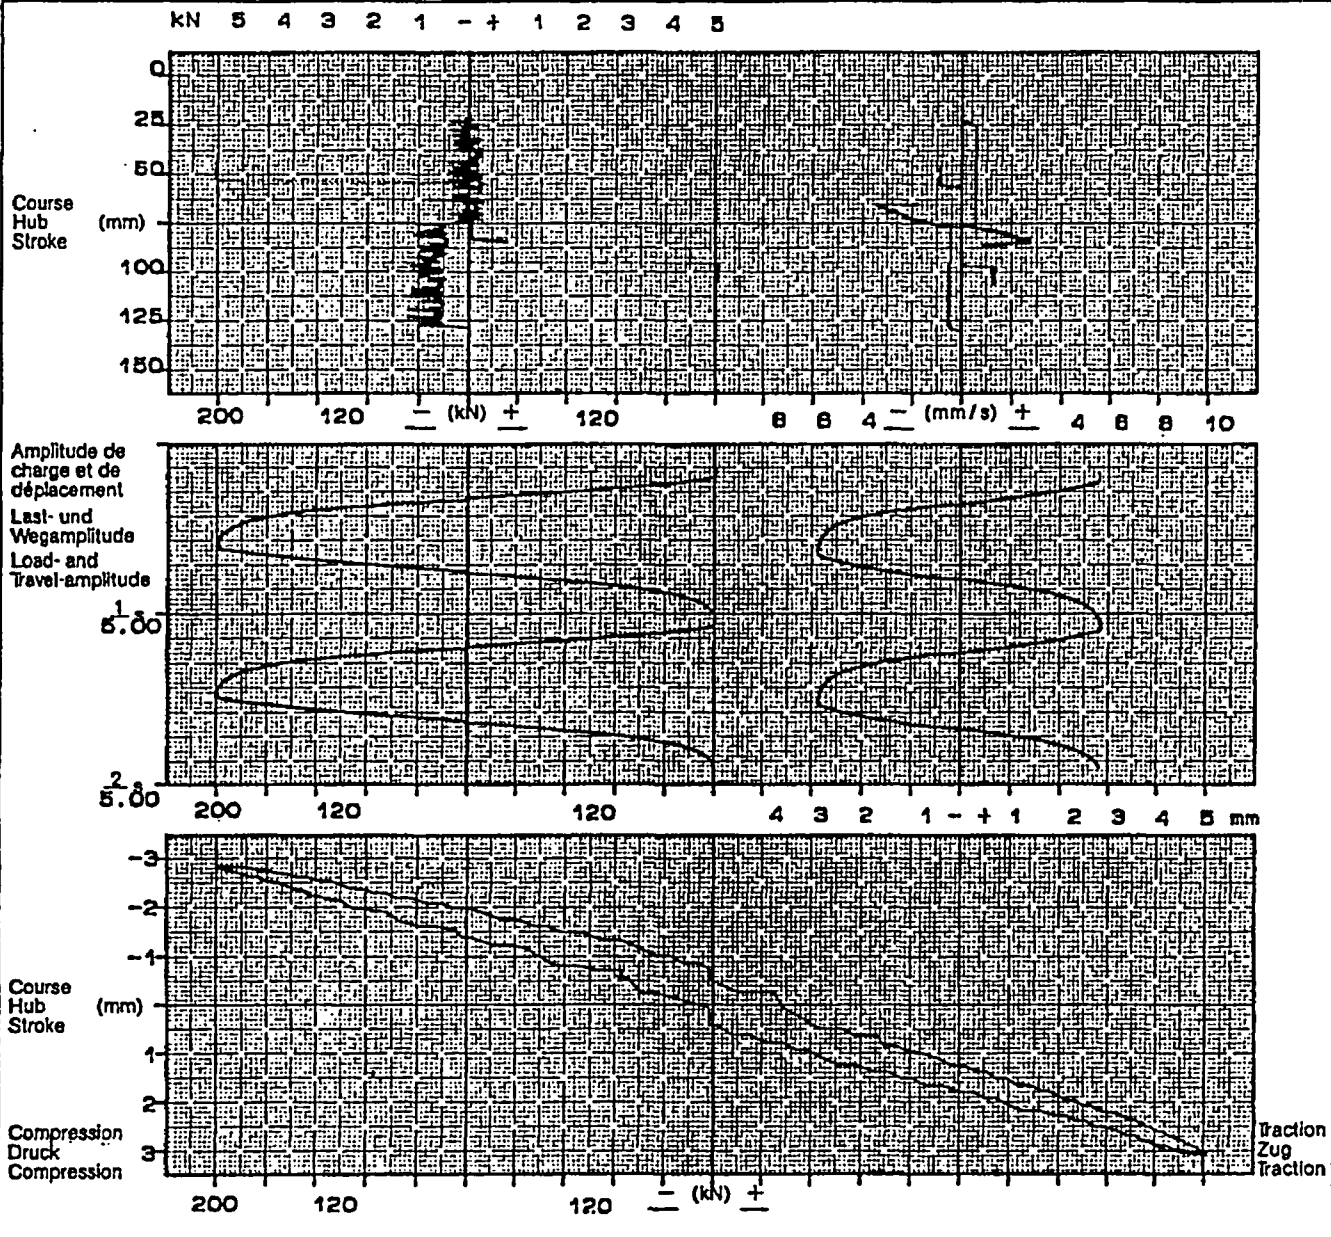 kN 5 4 3 2 1 - + 1 2 3 4 5
0
25
50
Course
Hub (mm)
Stroke
100
125
150
200 120 - (kN) + 120 8 6 4 - (mm/s) + 4 6 8 10
Amplitude de
charge et de
déplacement
Last- und
Wegamplitude
Load- and
Travel-amplitude
1 s
5.00
2 s
5.00
200 120 120 4 3 2 1 - + 1 2 3 4 5 mm
-3
-2
-1
Course
Hub (mm)
Stroke
1
2
3
Compression
Druck
Compression
Traction
Zug
Traction
200 120 120 - (kN) +